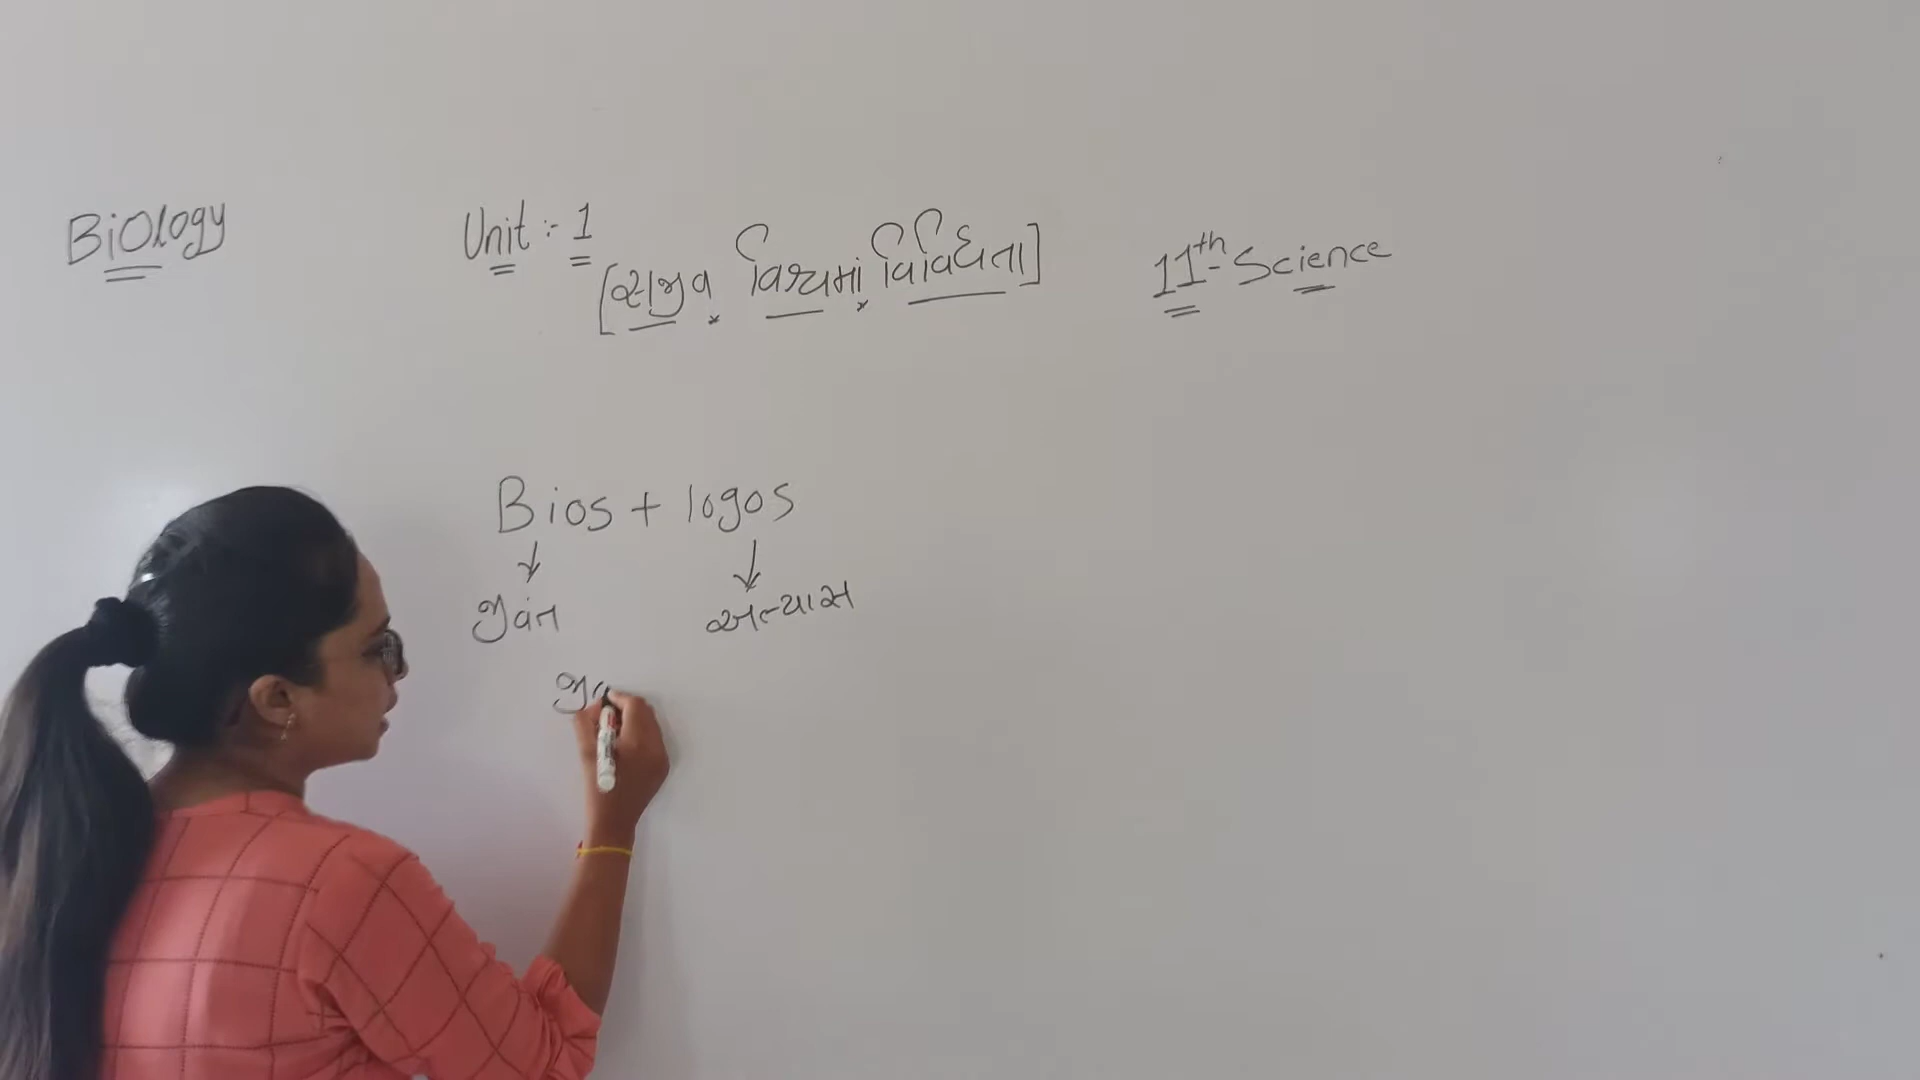 Biology
Unit :- 1
[સજીવ વિશ્વમાં વિવિધતા]
11th - Science
Bios + logos
↓ ↓
જીવંત અભ્યાસ
જીવ